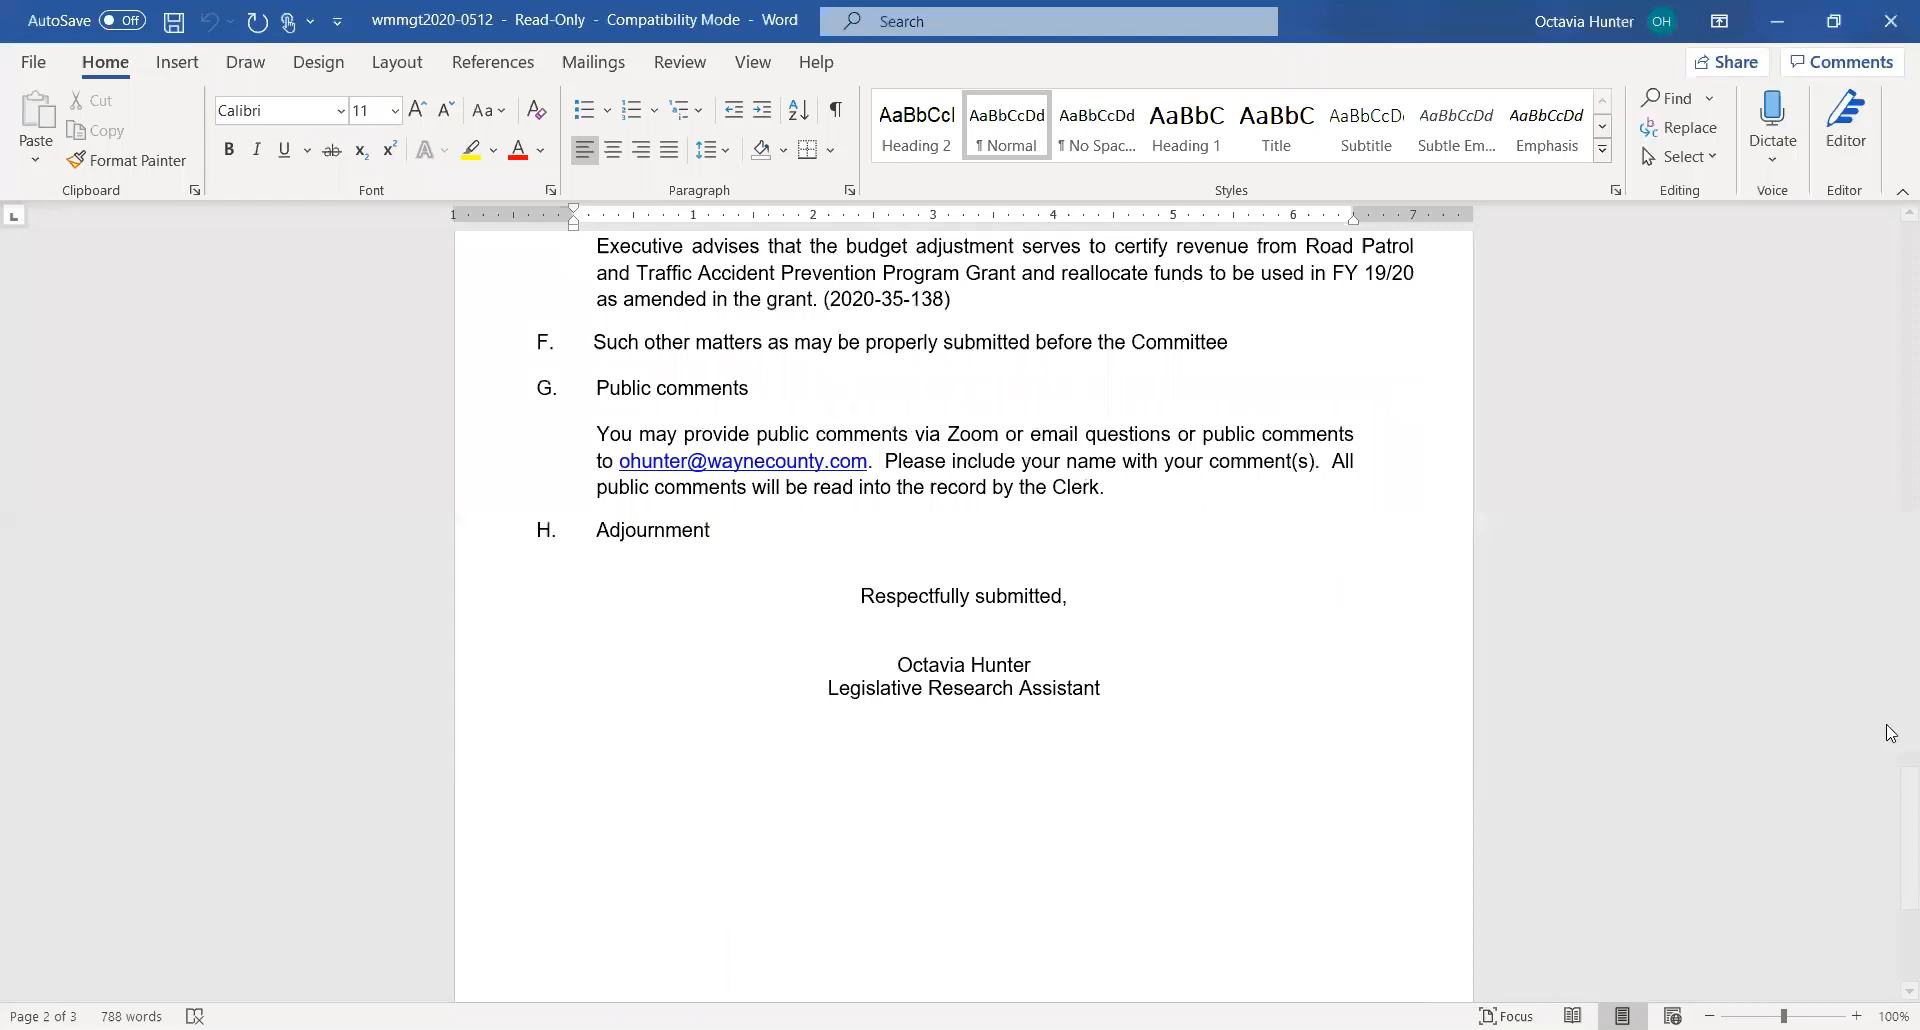 AutoSave Off wmmgt2020-0512 - Read-Only - Compatibility Mode - Word Search Octavia Hunter OH
File Home Insert Draw Design Layout References Mailings Review View Help Share Comments
Cut
Copy
Paste
Format Painter
Clipboard
Calibri 11
Font
Paragraph
AaBbCcI AaBbCcDd AaBbCcDd AaBbC AaBbC AaBbCcD AaBbCcDd AaBbCcDd
Heading 2 ¶ Normal ¶ No Spac... Heading 1 Title Subtitle Subtle Em... Emphasis
Styles
Find
Replace
Select
Editing
Dictate
Voice
Editor
Editor
1 1 2 3 4 5 6 7
Executive advises that the budget adjustment serves to certify revenue from Road Patrol
and Traffic Accident Prevention Program Grant and reallocate funds to be used in FY 19/20
as amended in the grant. (2020-35-138)
F. Such other matters as may be properly submitted before the Committee
G. Public comments
You may provide public comments via Zoom or email questions or public comments
to ohunter@waynecounty.com. Please include your name with your comment(s). All
public comments will be read into the record by the Clerk.
H. Adjournment
Respectfully submitted,
Octavia Hunter
Legislative Research Assistant
Page 2 of 3 788 words Focus 100%